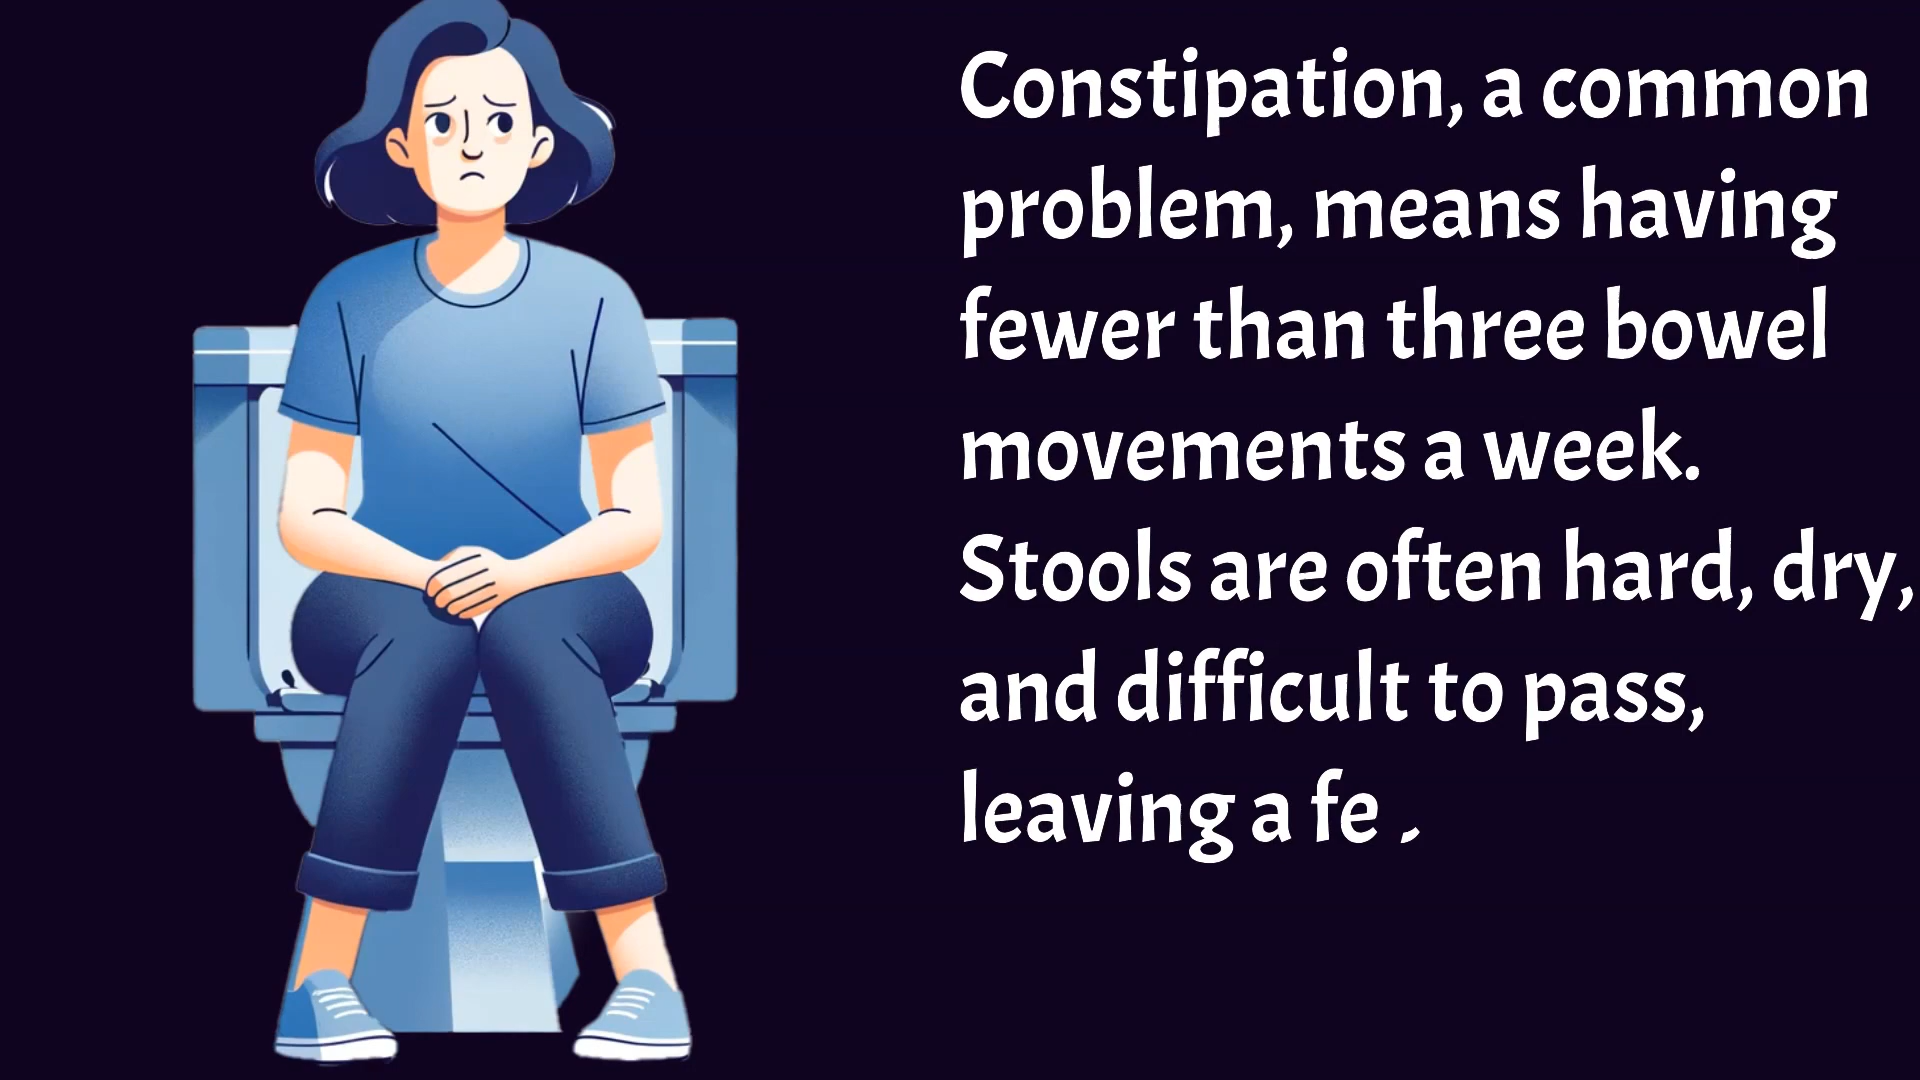 Constipation, a common
problem, means having
fewer than three bowel
movements a week.
Stools are often hard, dry,
and difficult to pass,
leaving a fe